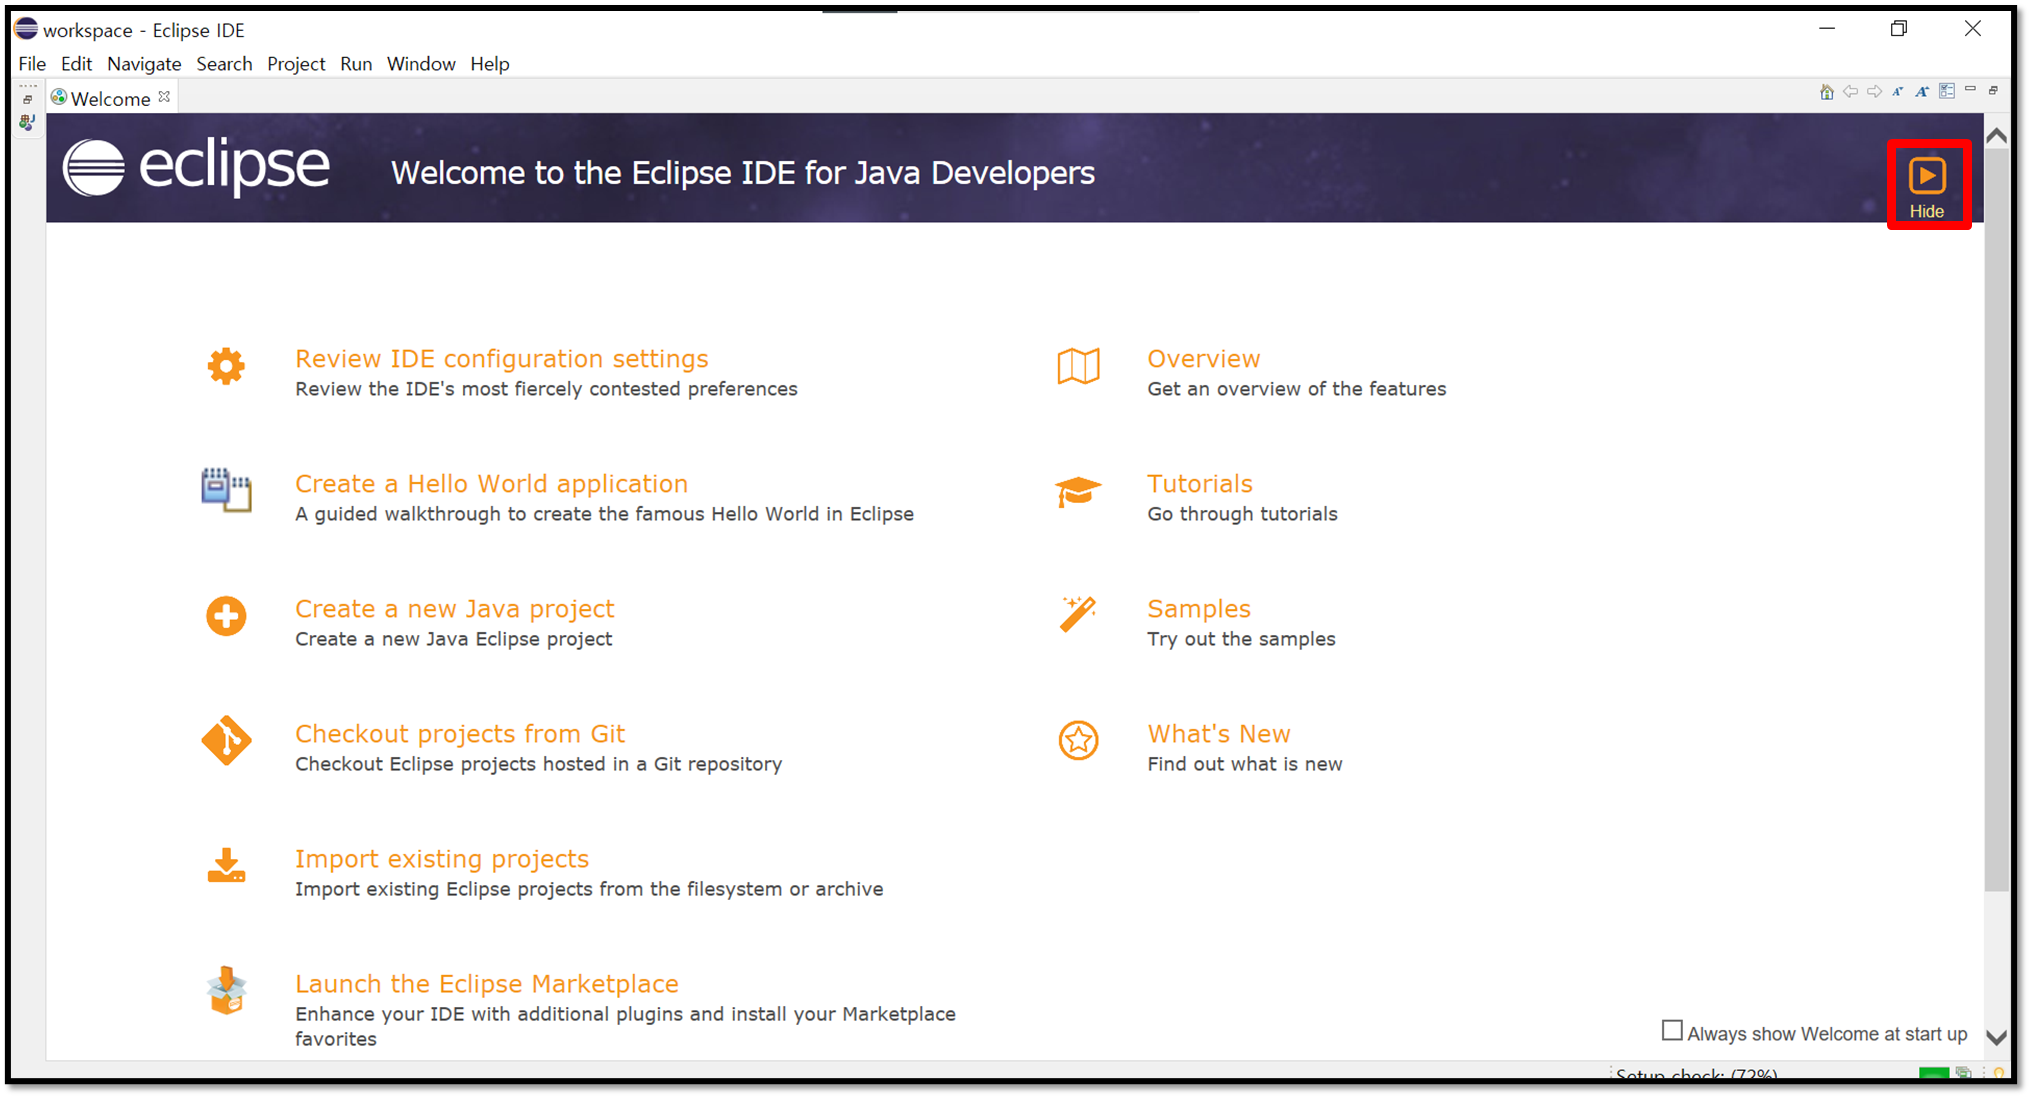 workspace - Eclipse IDE
File Edit Navigate Search Project Run Window Help
Welcome
eclipse
Welcome to the Eclipse IDE for Java Developers
Hide
Review IDE configuration settings
Review the IDE's most fiercely contested preferences
Create a Hello World application
A guided walkthrough to create the famous Hello World in Eclipse
Create a new Java project
Create a new Java Eclipse project
Checkout projects from Git
Checkout Eclipse projects hosted in a Git repository
Import existing projects
Import existing Eclipse projects from the filesystem or archive
Launch the Eclipse Marketplace
Enhance your IDE with additional plugins and install your Marketplace
favorites
Overview
Get an overview of the features
Tutorials
Go through tutorials
Samples
Try out the samples
What's New
Find out what is new
Always show Welcome at start up
Setup check: (72%)